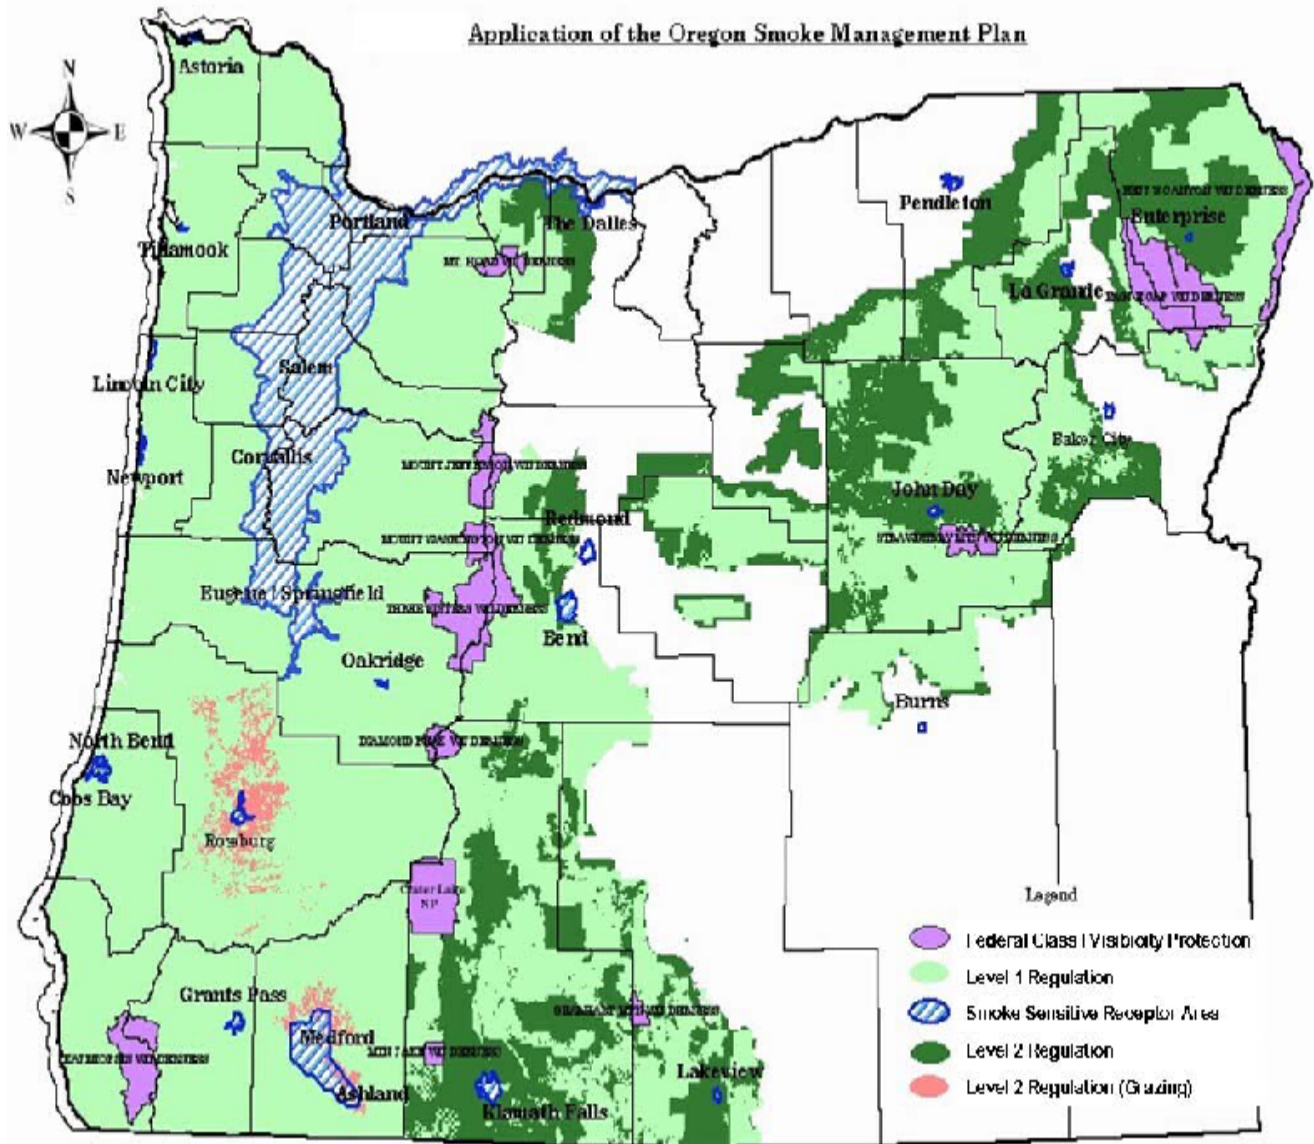 Application of the Oregon Smoke Management Plan
Astoria
N
W
E
S
Portland
The Dalles
Pendleton
Enterprise
Tillamook
La Grande
Salem
Lincoln City
Corvallis
Baker City
Newport
John Day
Redmond
Eugene
Springfield
Bend
Oakridge
Burns
North Bend
Coos Bay
Roseburg
Crater Lake
NP
Legend
Federal Class I Visibicity Protection
Level 1 Regulation
Grants Pass
Smoke Sensitive Receptor Area
Medford
Level 2 Regulation
Lakeview
Ashland
Level 2 Regulation (Grazing)
Klamath Falls